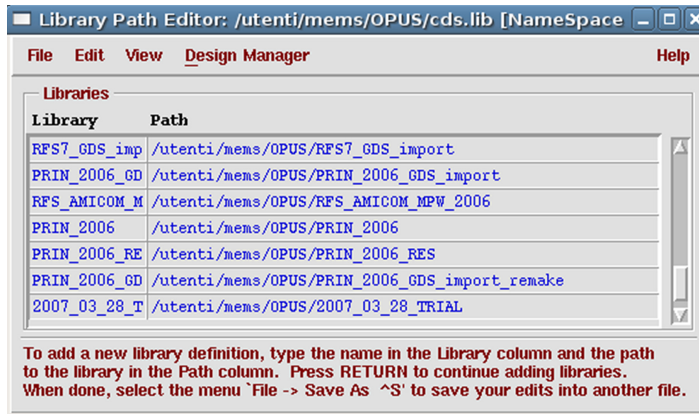 Library Path Editor: /utenti/mems/OPUS/cds.lib [NameSpace
File Edit View Design Manager Help
Libraries
Library Path
RFS7_GDS_imp /utenti/mems/OPUS/RFS7_GDS_import
PRIN_2006_GD /utenti/mems/OPUS/PRIN_2006_GDS_import
RFS_AMICOM_M /utenti/mems/OPUS/RFS_AMICOM_MPW_2006
PRIN_2006 /utenti/mems/OPUS/PRIN_2006
PRIN_2006_RE /utenti/mems/OPUS/PRIN_2006_RES
PRIN_2006_GD /utenti/mems/OPUS/PRIN_2006_GDS_import_remake
2007_03_28_T /utenti/mems/OPUS/2007_03_28_TRIAL
To add a new library definition, type the name in the Library column and the path
to the library in the Path column. Press RETURN to continue adding libraries.
When done, select the menu `File -> Save As ^S' to save your edits into another file.